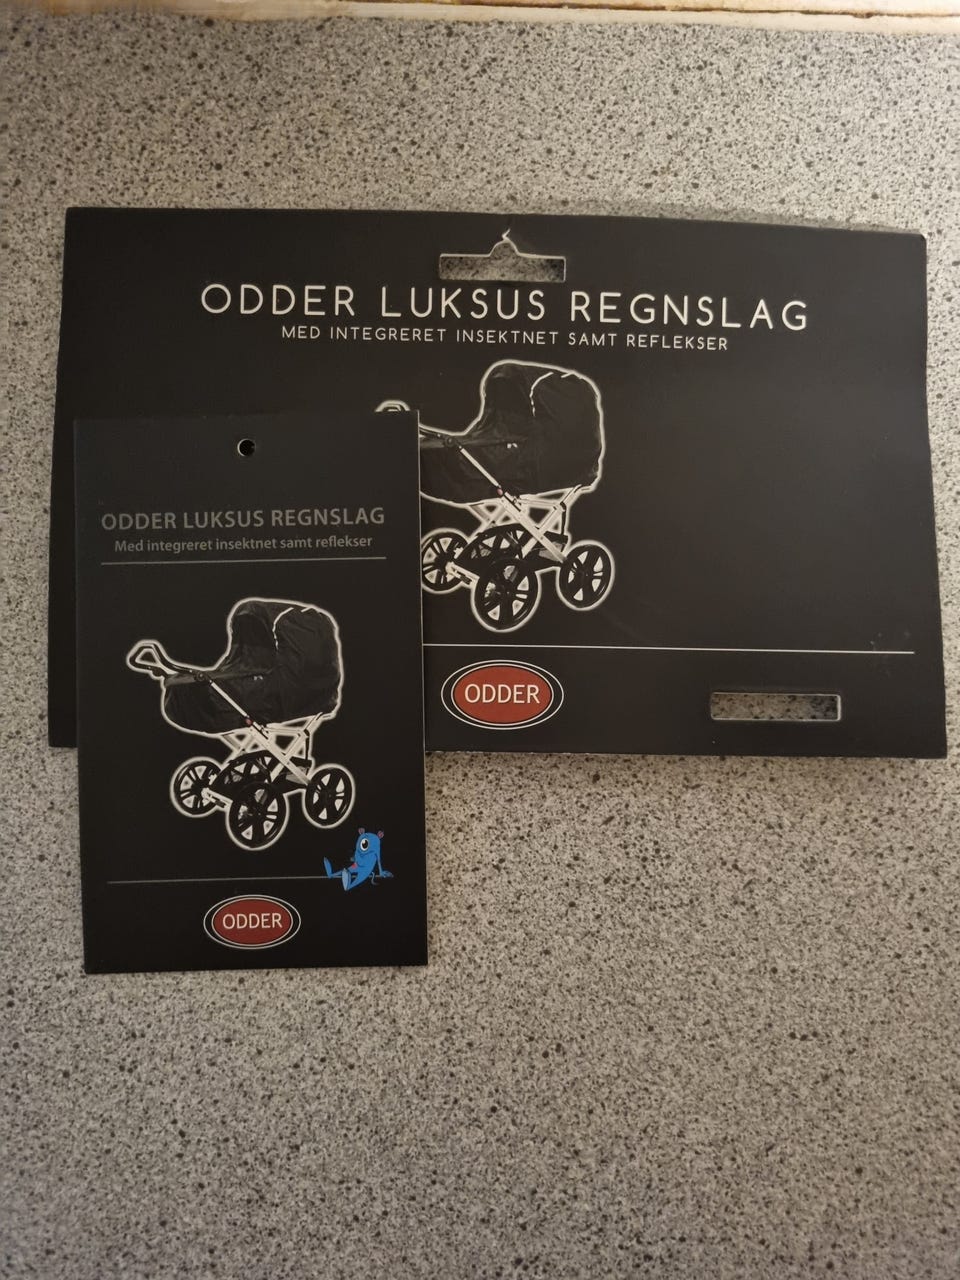 ODDER LUKSUS REGNSLAG
MED INTEGRERET INSEKTNET SAMT REFLEKSER
ODDER
ODDER LUKSUS REGNSLAG
Med integreret insektnet samt reflekser
ODDER